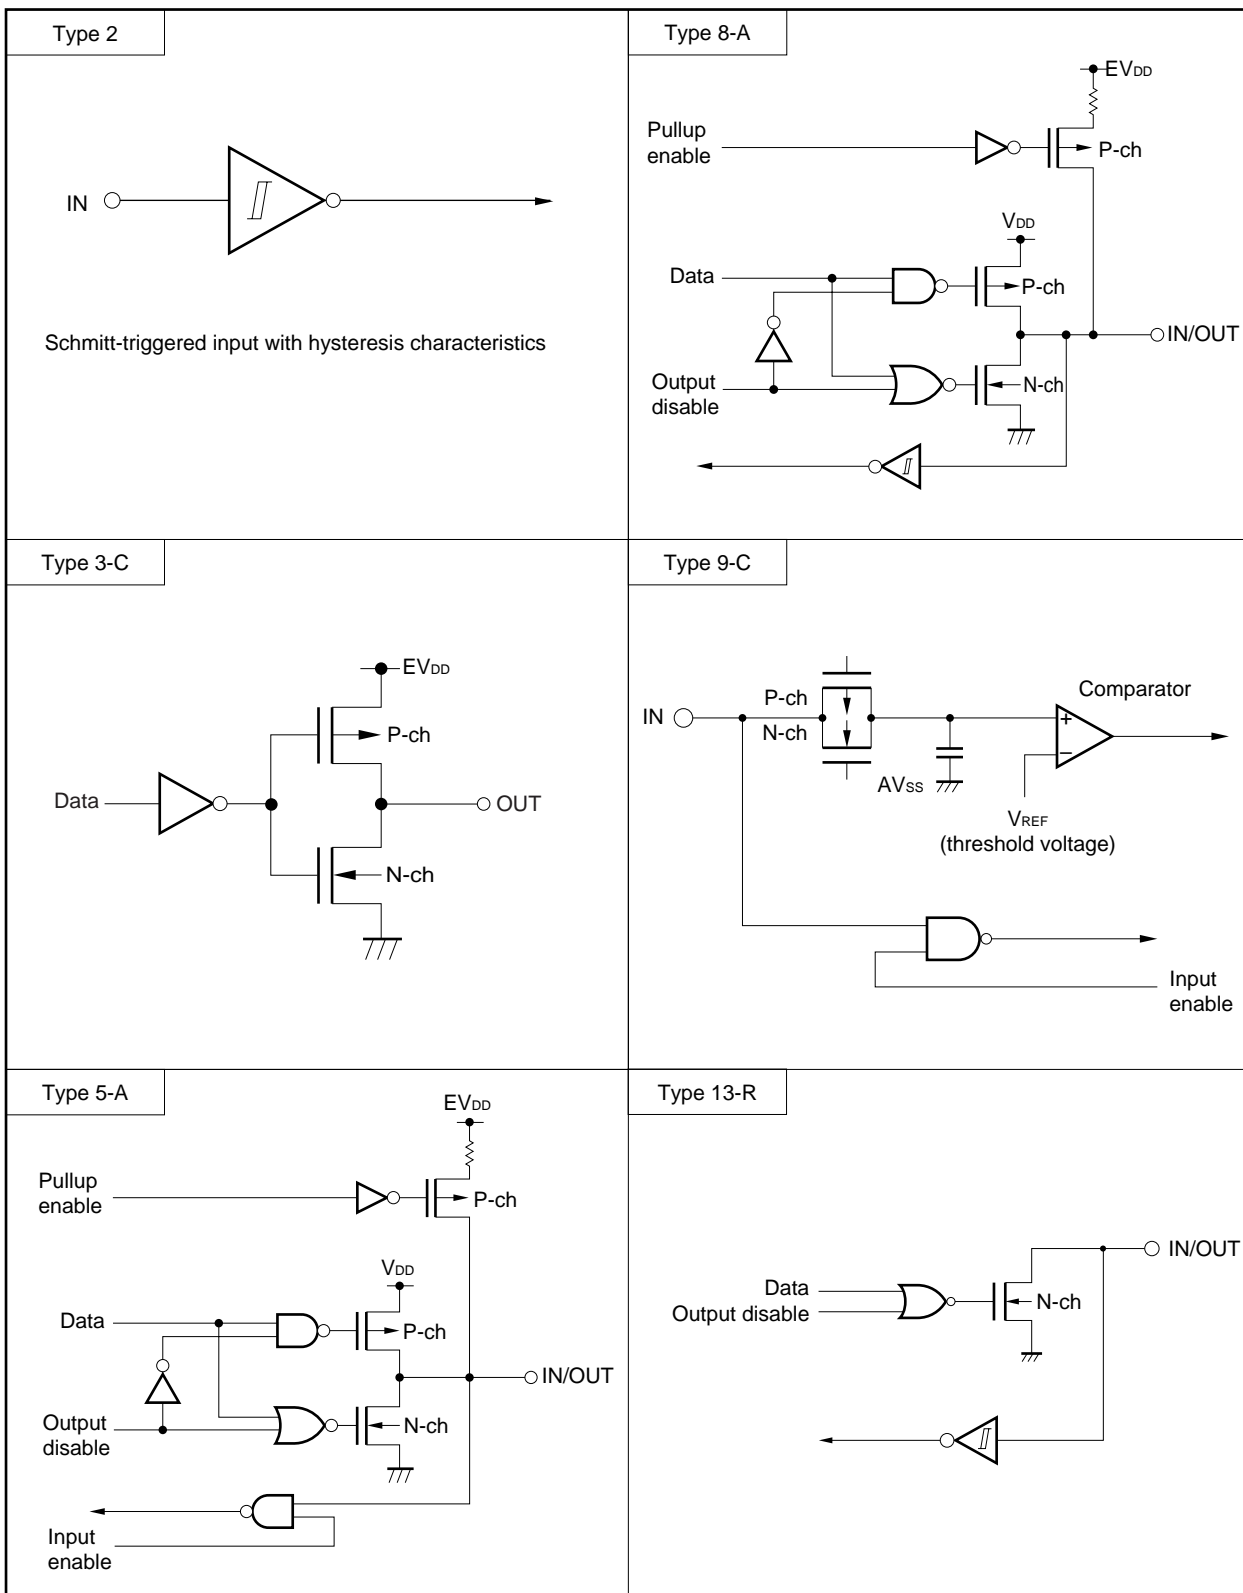 Type 2
IN
Schmitt-triggered input with hysteresis characteristics
Type 8-A
EVDD
Pullup
enable
P-ch
VDD
Data
P-ch
IN/OUT
Output
disable
N-ch
Type 3-C
EVDD
P-ch
Data
OUT
N-ch
Type 9-C
P-ch
Comparator
IN
N-ch
+
−
AVSS
VREF
(threshold voltage)
Input
enable
Type 5-A
EVDD
Pullup
enable
P-ch
VDD
Data
P-ch
IN/OUT
Output
disable
N-ch
Input
enable
Type 13-R
IN/OUT
Data
Output disable
N-ch